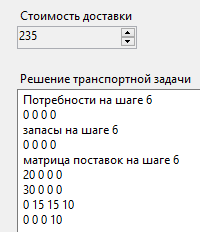 Стоимость доставки
235
Решение транспортной задачи
Потребности на шаге 6
0 0 0 0
запасы на шаге 6
0 0 0 0
матрица поставок на шаге 6
20 0 0 0
30 0 0 0
0 15 15 10
0 0 0 10